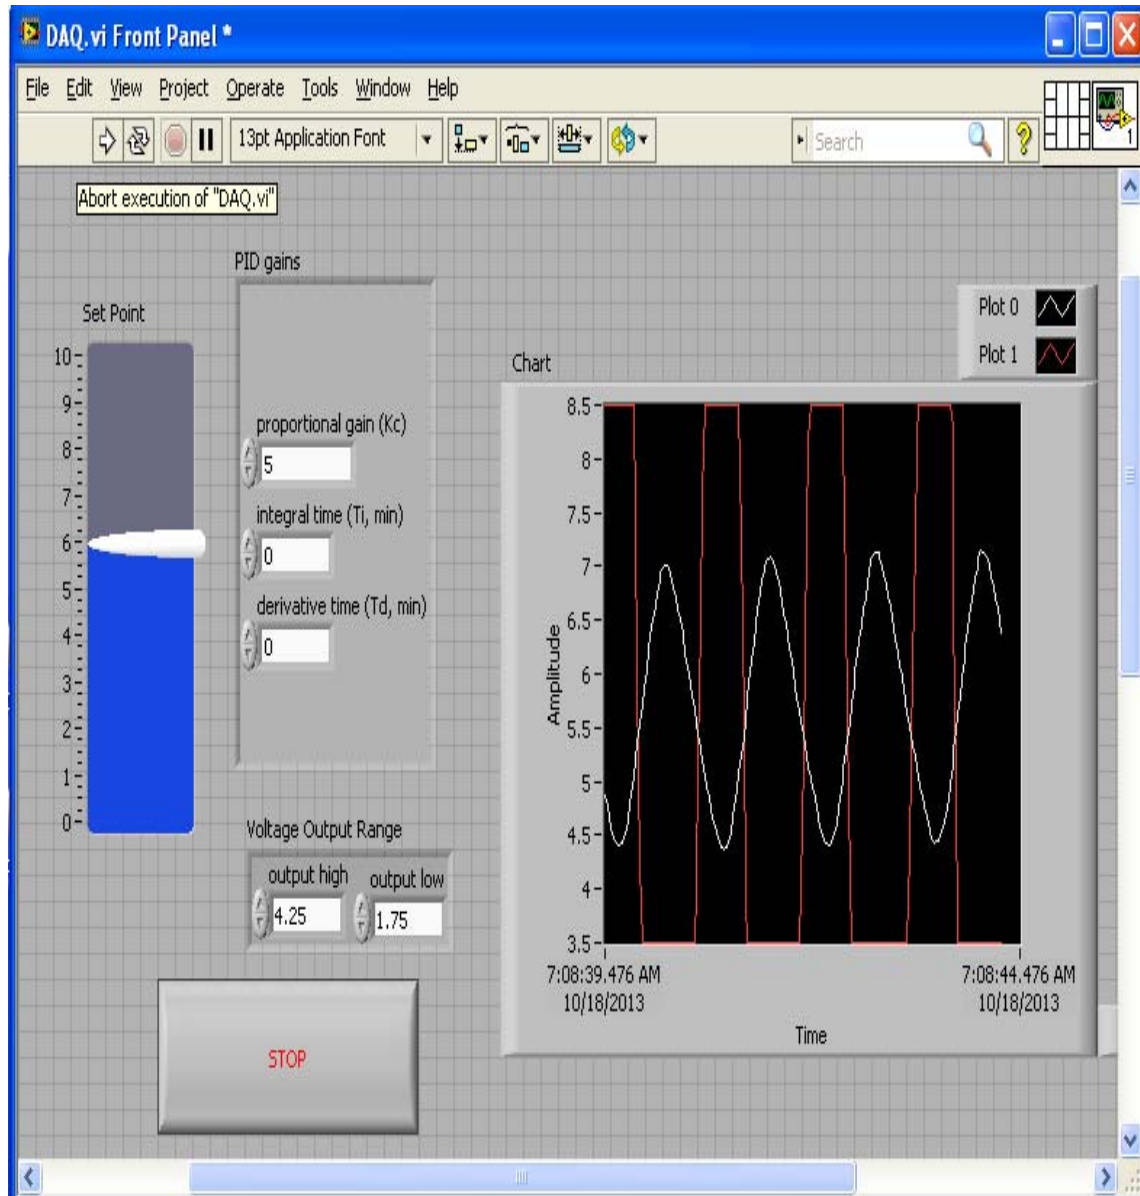 DAQ.vi Front Panel *
File Edit View Project Operate Tools Window Help
13pt Application Font
Search
?
1
Abort execution of "DAQ.vi"
PID gains
Set Point
10
9
8
7
6
5
4
3
2
1
0
proportional gain (Kc)
5
integral time (Ti, min)
0
derivative time (Td, min)
0
Voltage Output Range
output high output low
4.25 1.75
STOP
Plot 0
Plot 1
Chart
8.5
8
7.5
7
6.5
6
5.5
5
4.5
4
3.5
Amplitude
7:08:39.476 AM 7:08:44.476 AM
10/18/2013 10/18/2013
Time